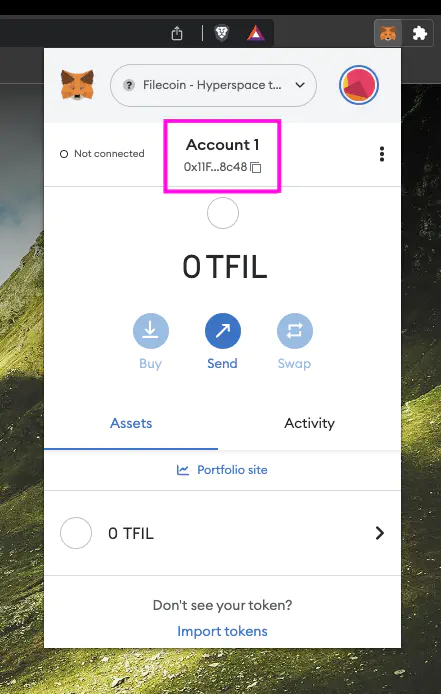 Filecoin - Hyperspace t...
Not connected
Account 1
0x11F...8c48
0 TFIL
Buy
Send
Swap
Assets
Activity
Portfolio site
0 TFIL
Don't see your token?
Import tokens